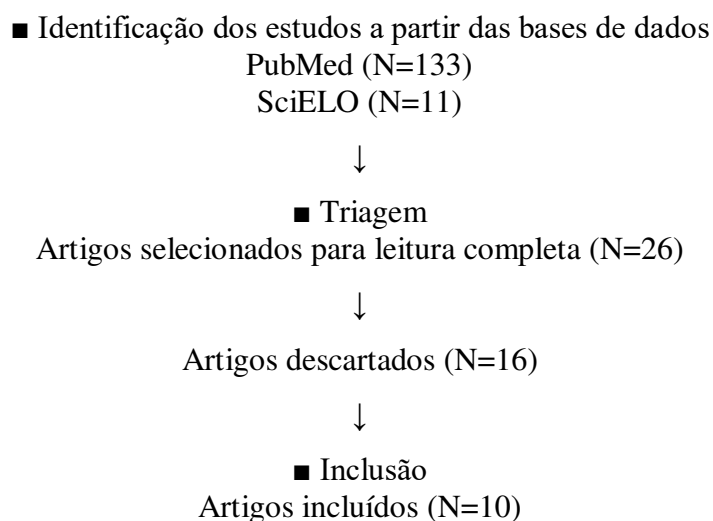 ■ Identificação dos estudos a partir das bases de dados
PubMed (N=133)
SciELO (N=11)
↓
■ Triagem
Artigos selecionados para leitura completa (N=26)
↓
Artigos descartados (N=16)
↓
■ Inclusão
Artigos incluídos (N=10)